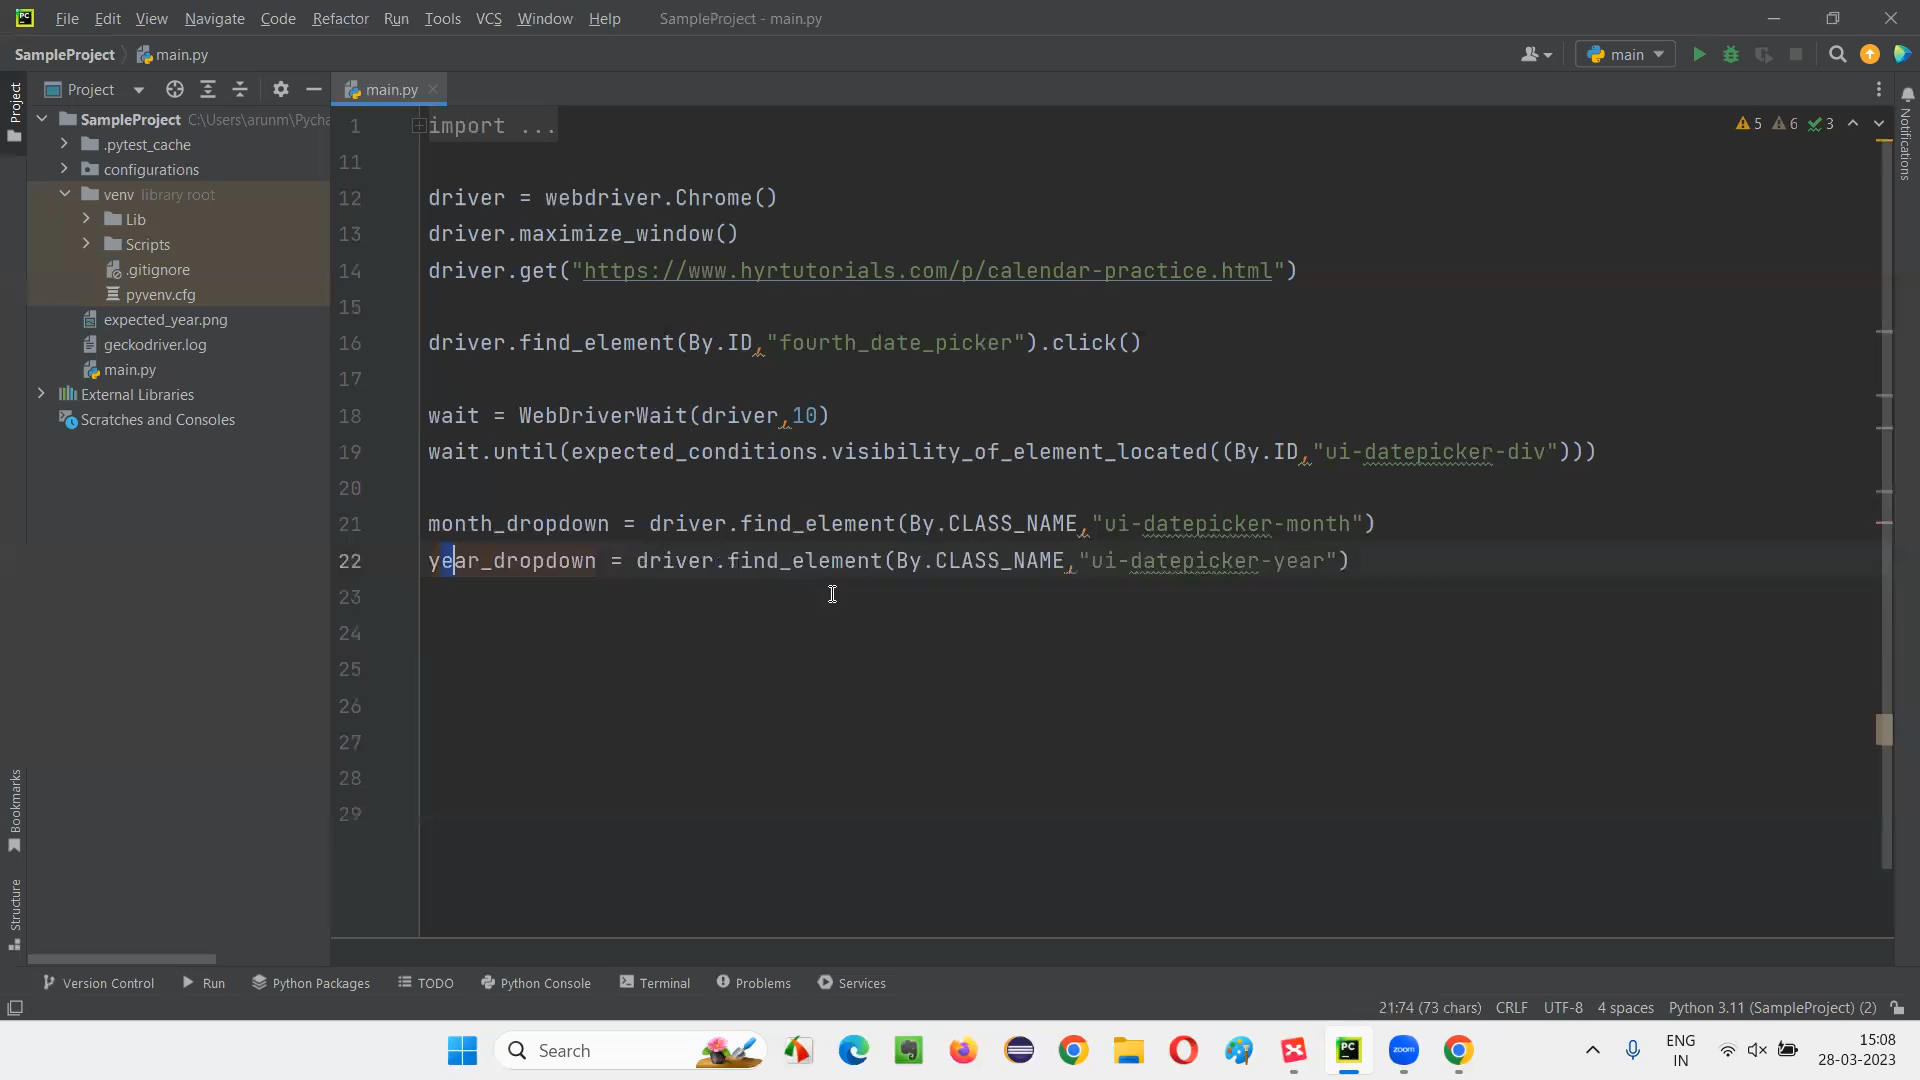 File Edit View Navigate Code Refactor Run Tools VCS Window Help SampleProject - main.py
SampleProject main.py main
Project main.py
SampleProject C:\Users\arunm\Pycha
.pytest_cache
configurations
venv library root
Lib
Scripts
.gitignore
pyvenv.cfg
expected_year.png
geckodriver.log
main.py
External Libraries
Scratches and Consoles
Project
Bookmarks
Structure
1 import ...
11
12 driver = webdriver.Chrome()
13 driver.maximize_window()
14 driver.get("https://www.hyrtutorials.com/p/calendar-practice.html")
15
16 driver.find_element(By.ID,"fourth_date_picker").click()
17
18 wait = WebDriverWait(driver,10)
19 wait.until(expected_conditions.visibility_of_element_located((By.ID,"ui-datepicker-div")))
20
21 month_dropdown = driver.find_element(By.CLASS_NAME,"ui-datepicker-month")
22 year_dropdown = driver.find_element(By.CLASS_NAME,"ui-datepicker-year")
23
24
25
26
27
28
29
5 6 3
Notifications
Version Control Run Python Packages TODO Python Console Terminal Problems Services
21:74 (73 chars) CRLF UTF-8 4 spaces Python 3.11 (SampleProject) (2)
Search
PC
zoom
ENG
IN
15:08
28-03-2023